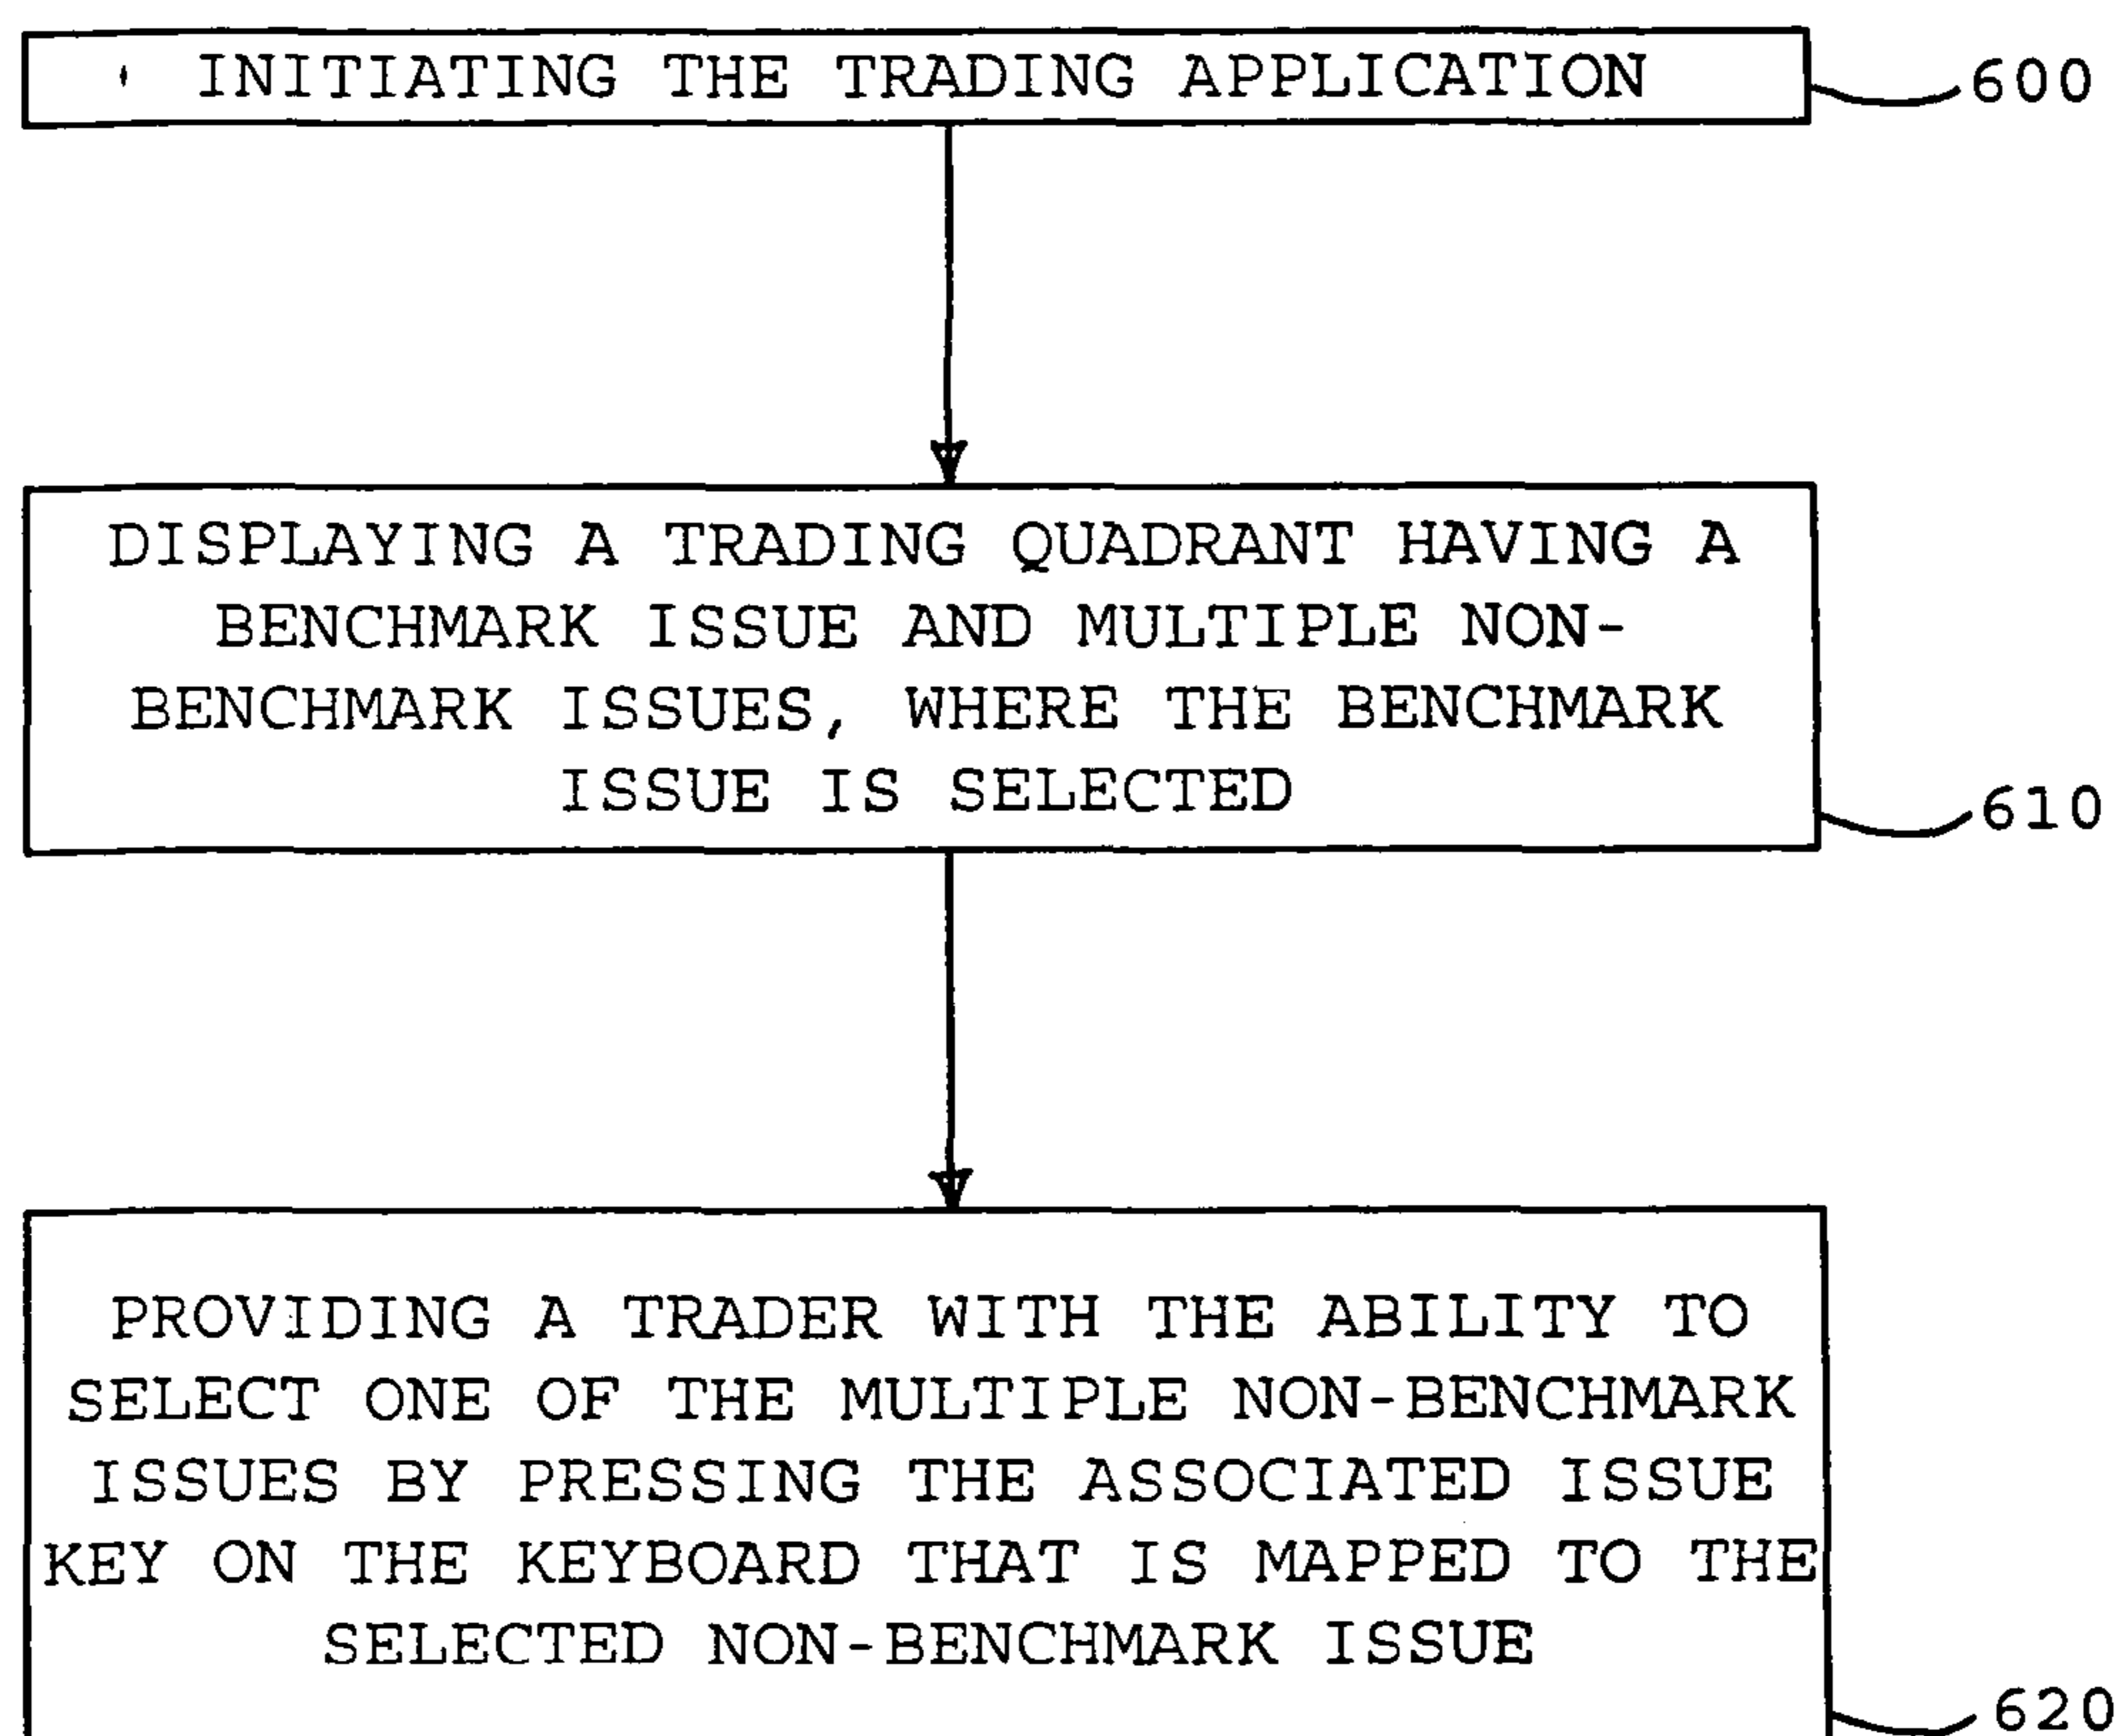 INITIATING THE TRADING APPLICATION
600
DISPLAYING A TRADING QUADRANT HAVING A
BENCHMARK ISSUE AND MULTIPLE NON-
BENCHMARK ISSUES, WHERE THE BENCHMARK
ISSUE IS SELECTED
610
PROVIDING A TRADER WITH THE ABILITY TO
SELECT ONE OF THE MULTIPLE NON-BENCHMARK
ISSUES BY PRESSING THE ASSOCIATED ISSUE
KEY ON THE KEYBOARD THAT IS MAPPED TO THE
SELECTED NON-BENCHMARK ISSUE
620